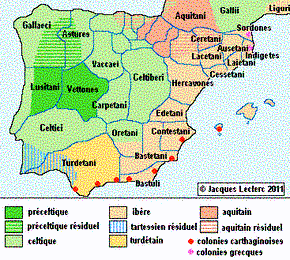 Aquitani
Gallii
Liguri
Gallaeci
Astures
Sordones
Ceretani
Ausetani
Indigetes
Vaccaei
Lacetani
Laietani
Celtiberi
Cessetani
Lusitani
Vettones
Hercavones
Carpetani
Edetani
Celtici
Oretani
Contestani
Turdetani
Bastetani
Bastuli
© Jacques Leclerc 2011
préceltique
ibère
aquitain
préceltique résiduel
tartessien résiduel
aquitain résiduel
celtique
turdétain
colonies carthaginoises
colonies grecques